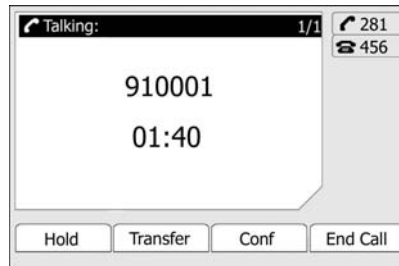 Talking: 1/1
281
456
910001
01:40
Hold Transfer Conf End Call